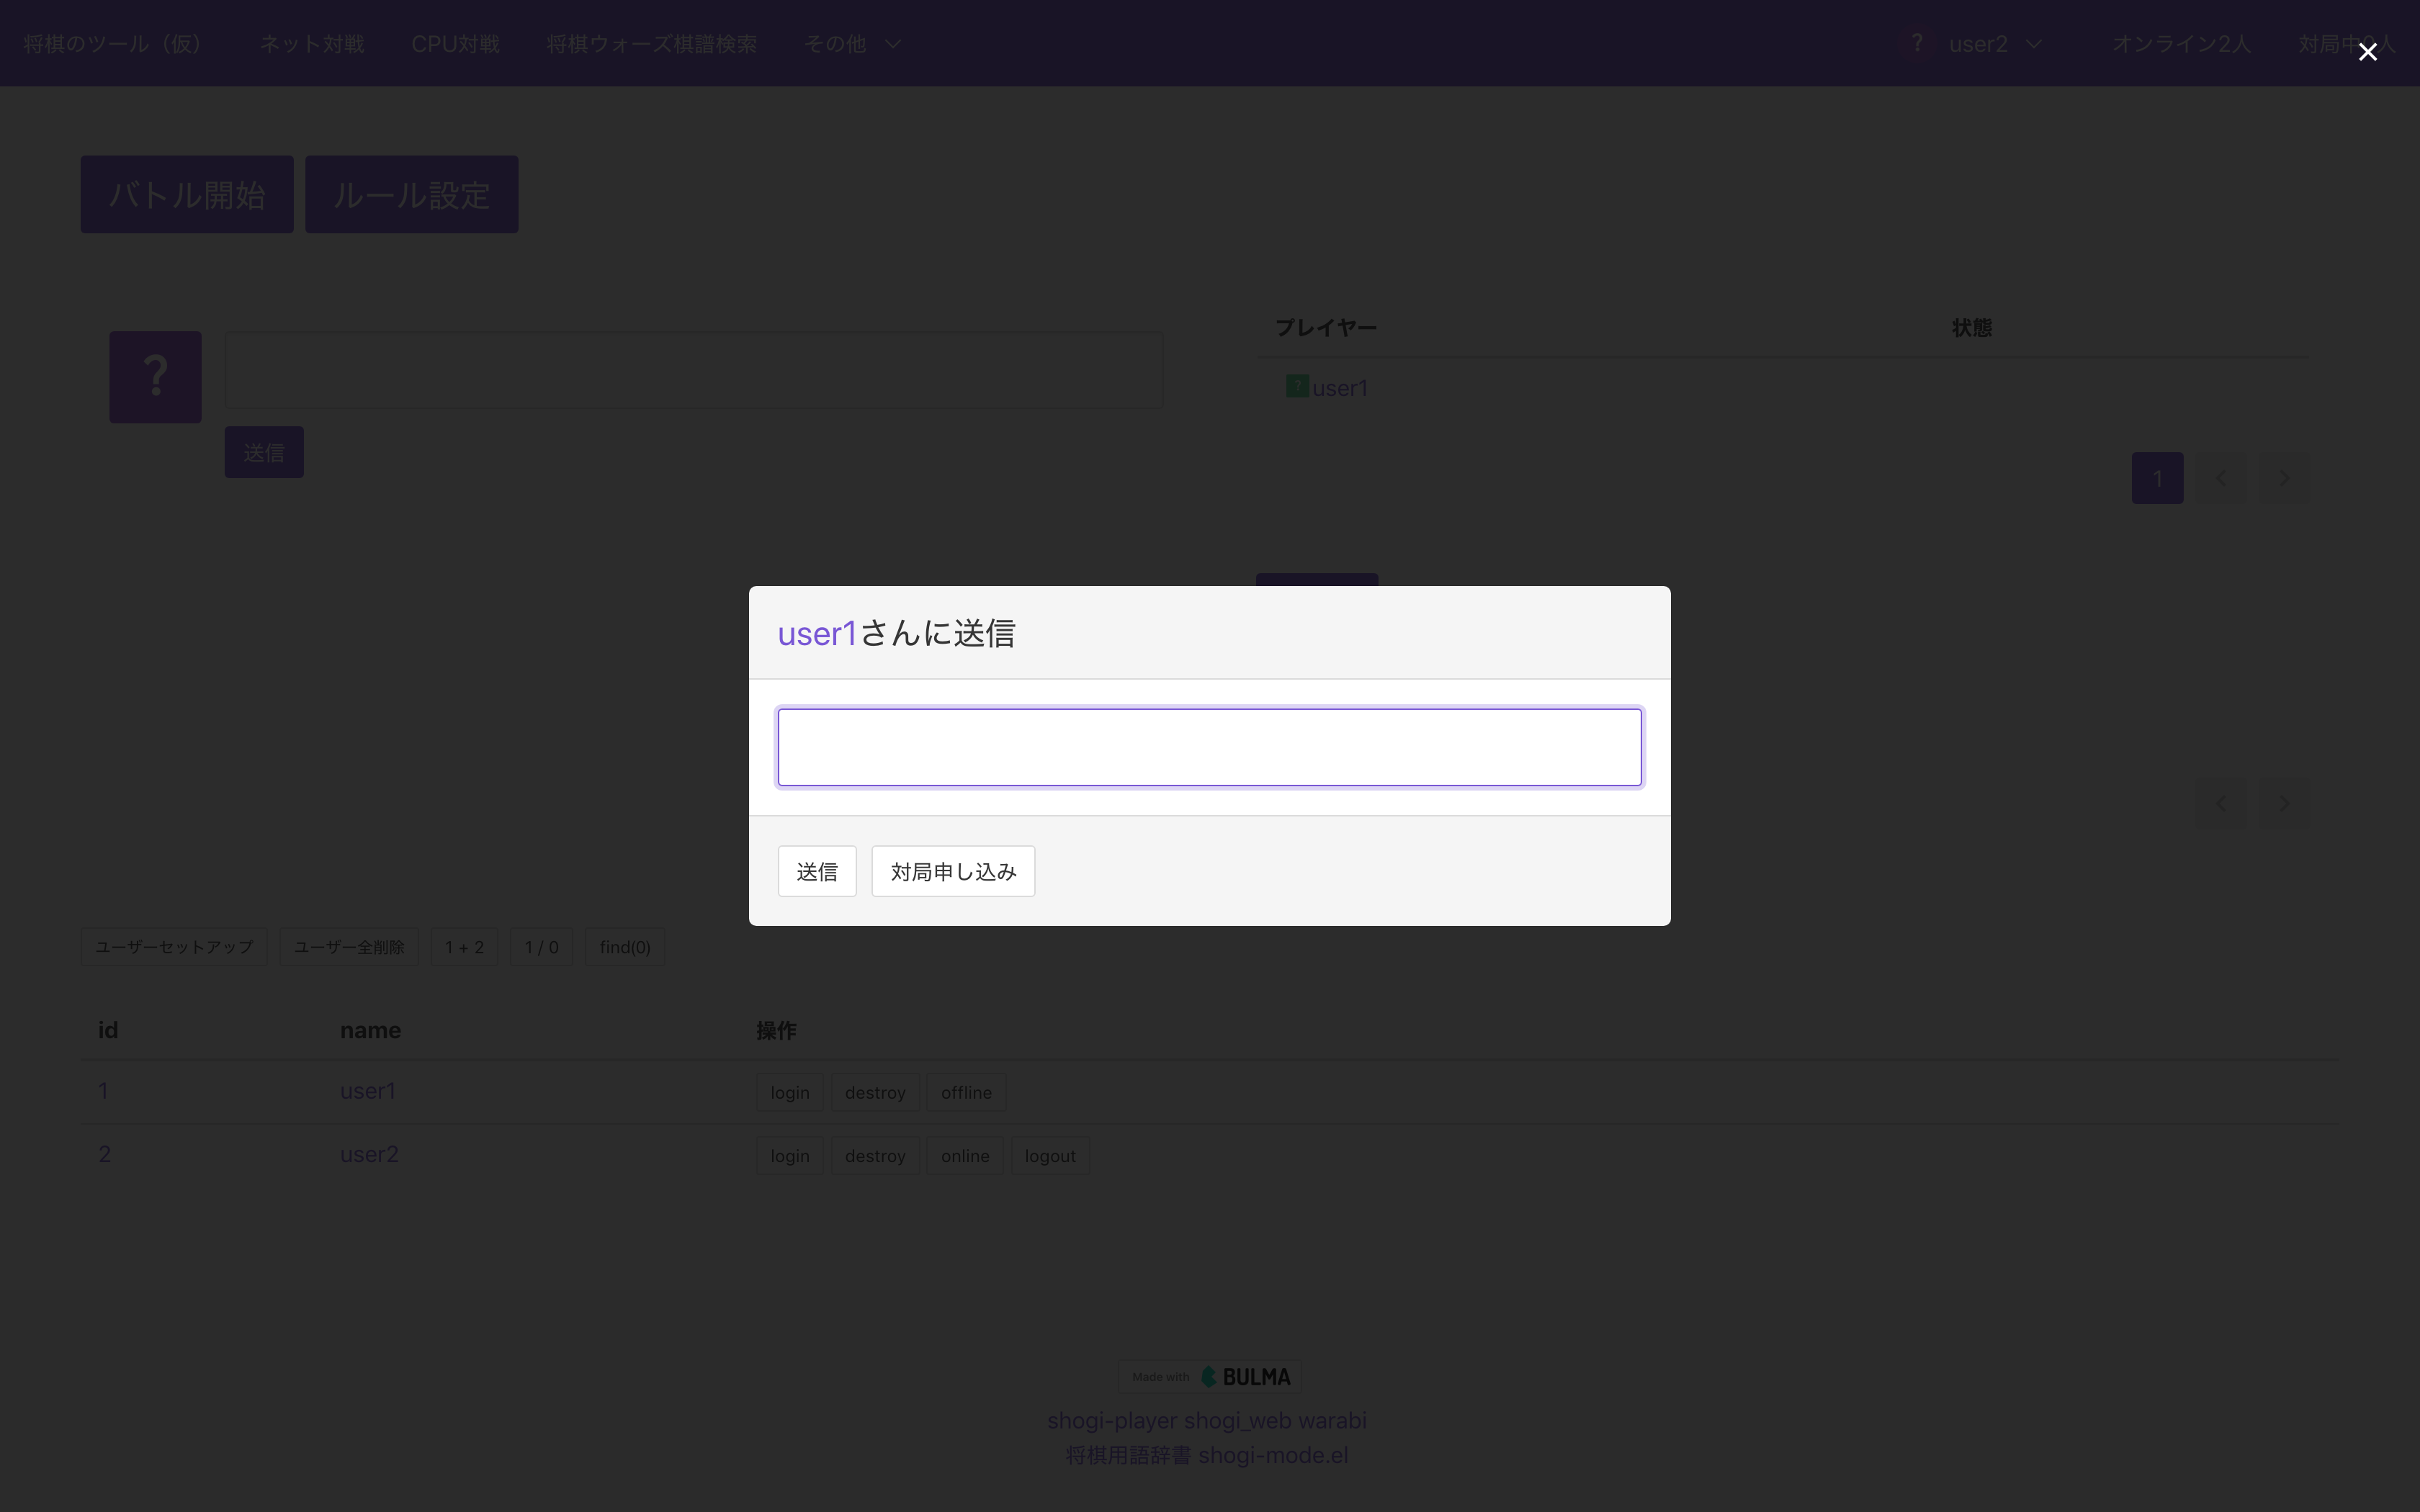 将棋のツール（仮） ネット対戦 CPU対戦 将棋ウォーズ棋譜検索 その他 ? user2 オンライン2人 対局中0人
バトル開始 ルール設定
プレイヤー 状態
?
? user1
送信
1
user1さんに送信
送信 対局申し込み
ユーザーセットアップ ユーザー全削除 1 + 2 1 / 0 find(0)
id name 操作
1 user1 login destroy offline
2 user2 login destroy online logout
Made with BULMA
shogi-player shogi_web warabi
将棋用語辞書 shogi-mode.el